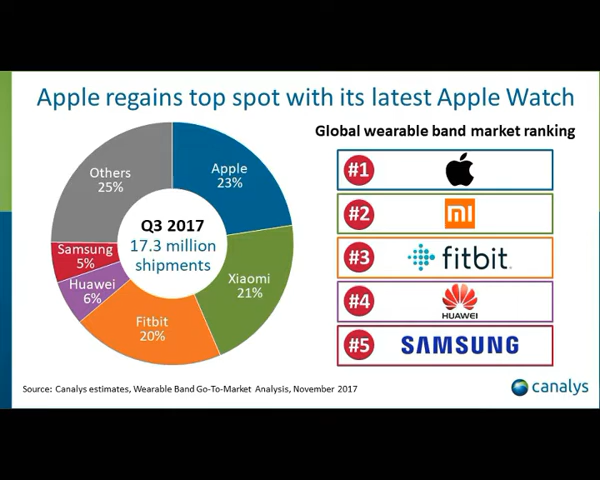 Apple regains top spot with its latest Apple Watch
Global wearable band market ranking
Others
25%
Apple
23%
Samsung
5%
Huawei
6%
Fitbit
20%
Xiaomi
21%
Q3 2017
17.3 million
shipments
#1
#2
mi
#3
fitbit
#4
HUAWEI
#5
SAMSUNG
Source: Canalys estimates, Wearable Band Go-To-Market Analysis, November 2017
canalys